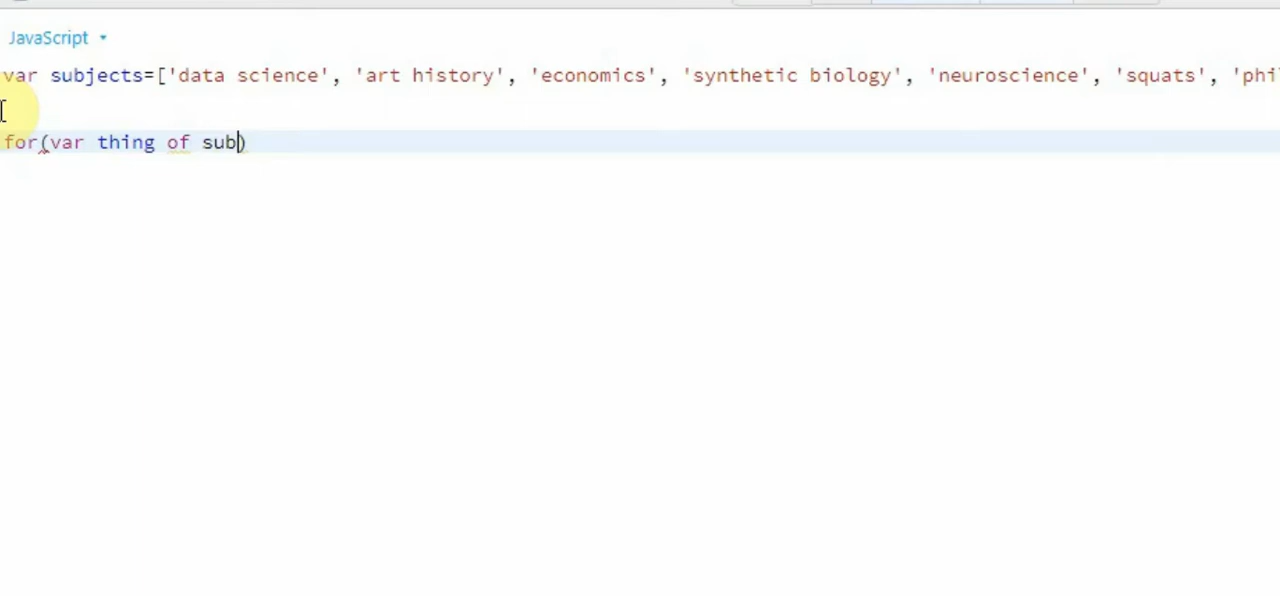 JavaScript
var subjects=['data science', 'art history', 'economics', 'synthetic biology', 'neuroscience', 'squats', 'phi
for(var thing of sub)